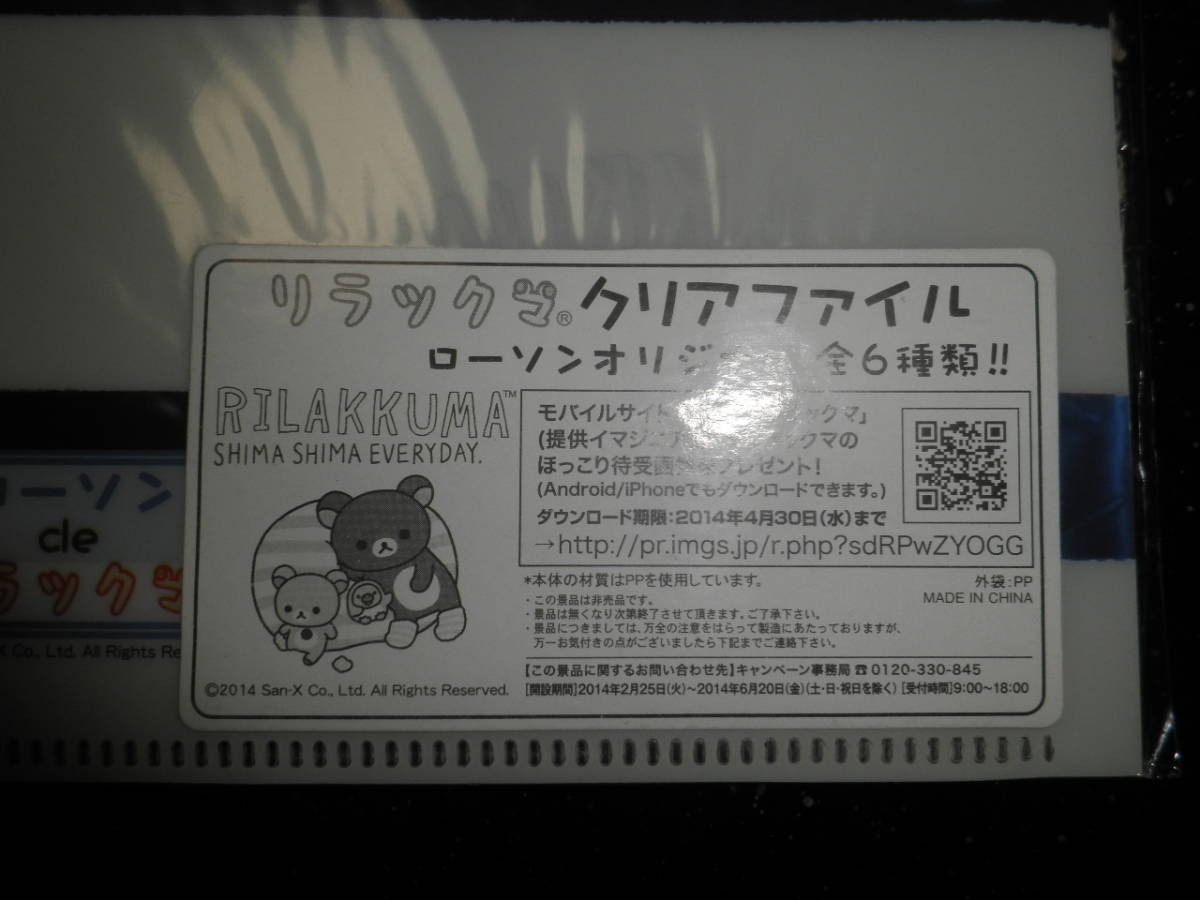 リラックマ® クリアファイル
ローソンオリジ 全6種類!!
RILAKKUMA™
SHIMA SHIMA EVERYDAY.
モバイルサイト ックマ」
(提供イマジニア ックマの
ほっこり待受画 プレゼント!
(Android/iPhoneでもダウンロードできます。)
ダウンロード期限:2014年4月30日(水)まで
→http://pr.imgs.jp/r.php?sdRPwZYOGG
*本体の材質はPPを使用しています。
外袋:PP
MADE IN CHINA
・この景品は非売品です。
・景品は無くなり次第終了させて頂きます。ご了承下さい。
・景品につきましては、万全の注意をはらって製造にあたっておりますが、
万一お気付きの点がございましたら下記までご連絡下さい。
【この景品に関するお問い合わせ先】キャンペーン事務局 ☎0120-330-845
[開設期間]2014年2月25日(火)~2014年6月20日(金)(土・日・祝日を除く) [受付時間]9:00~18:00
©2014 San-X Co., Ltd. All Rights Reserved.
ローソン
cle
ラックマ
X Co., Ltd. All Rights Re